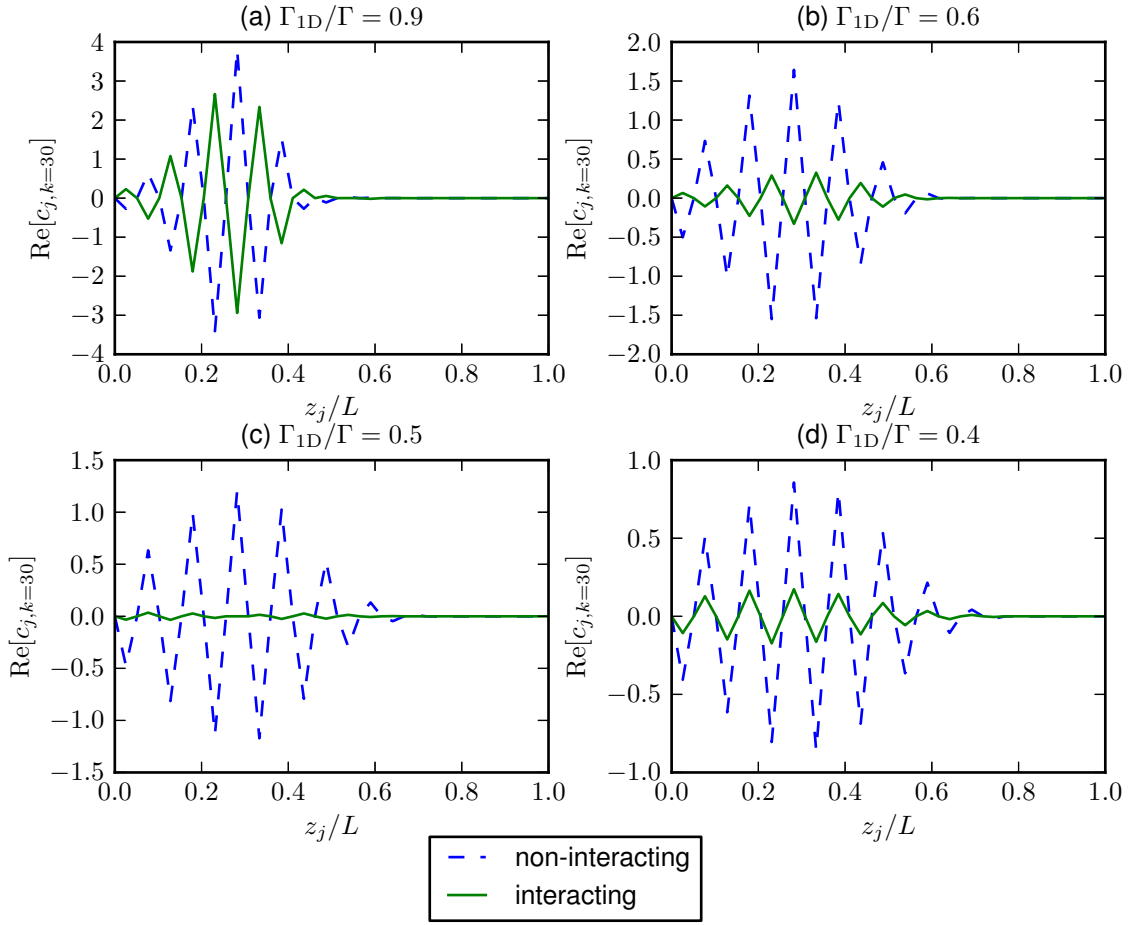 (a) Γ1D/Γ = 0.9
4
3
2
1
0
−1
−2
−3
−4
Re[cj,k=30]
0.0 0.2 0.4 0.6 0.8 1.0
zj/L
(b) Γ1D/Γ = 0.6
2.0
1.5
1.0
0.5
0.0
−0.5
−1.0
−1.5
−2.0
Re[cj,k=30]
0.0 0.2 0.4 0.6 0.8 1.0
zj/L
(c) Γ1D/Γ = 0.5
1.5
1.0
0.5
0.0
−0.5
−1.0
−1.5
Re[cj,k=30]
0.0 0.2 0.4 0.6 0.8 1.0
zj/L
(d) Γ1D/Γ = 0.4
1.0
0.5
0.0
−0.5
−1.0
Re[cj,k=30]
0.0 0.2 0.4 0.6 0.8 1.0
zj/L
non-interacting
interacting